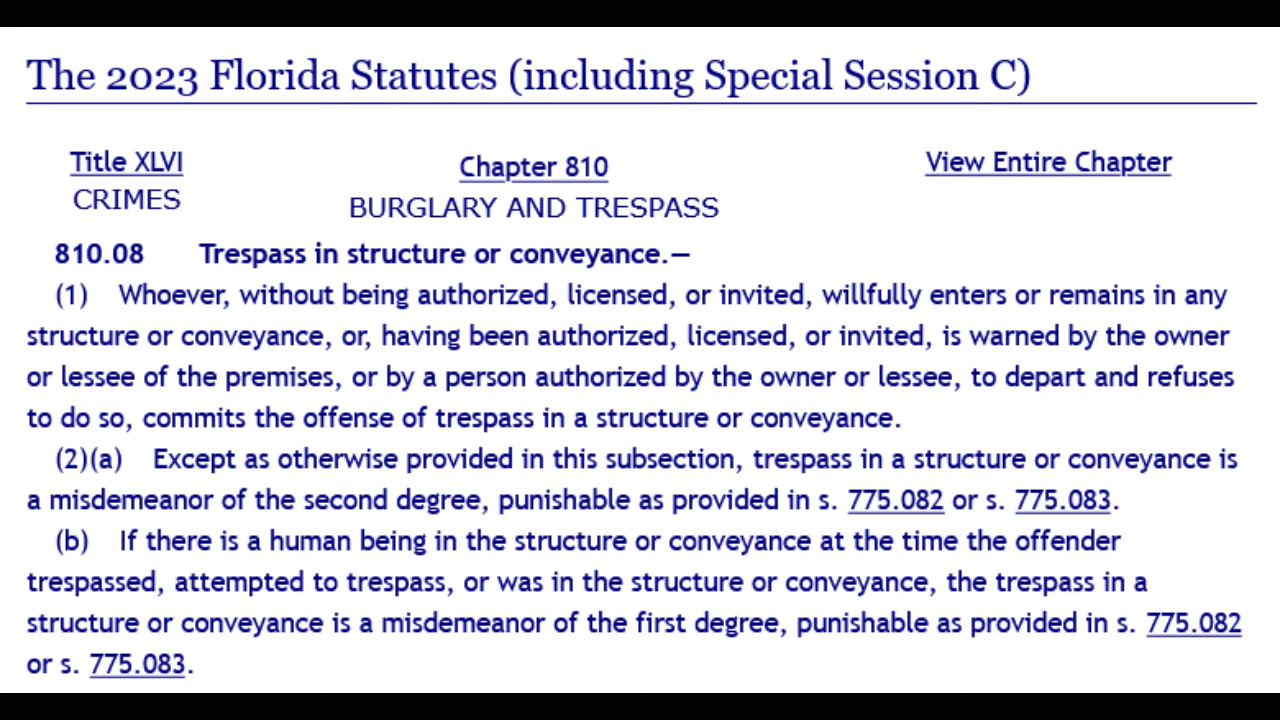 The 2023 Florida Statutes (including Special Session C)
Title XLVI
CRIMES
Chapter 810
BURGLARY AND TRESPASS
View Entire Chapter
810.08 Trespass in structure or conveyance.—
(1) Whoever, without being authorized, licensed, or invited, willfully enters or remains in any
structure or conveyance, or, having been authorized, licensed, or invited, is warned by the owner
or lessee of the premises, or by a person authorized by the owner or lessee, to depart and refuses
to do so, commits the offense of trespass in a structure or conveyance.
(2)(a) Except as otherwise provided in this subsection, trespass in a structure or conveyance is
a misdemeanor of the second degree, punishable as provided in s. 775.082 or s. 775.083.
(b) If there is a human being in the structure or conveyance at the time the offender
trespassed, attempted to trespass, or was in the structure or conveyance, the trespass in a
structure or conveyance is a misdemeanor of the first degree, punishable as provided in s. 775.082
or s. 775.083.